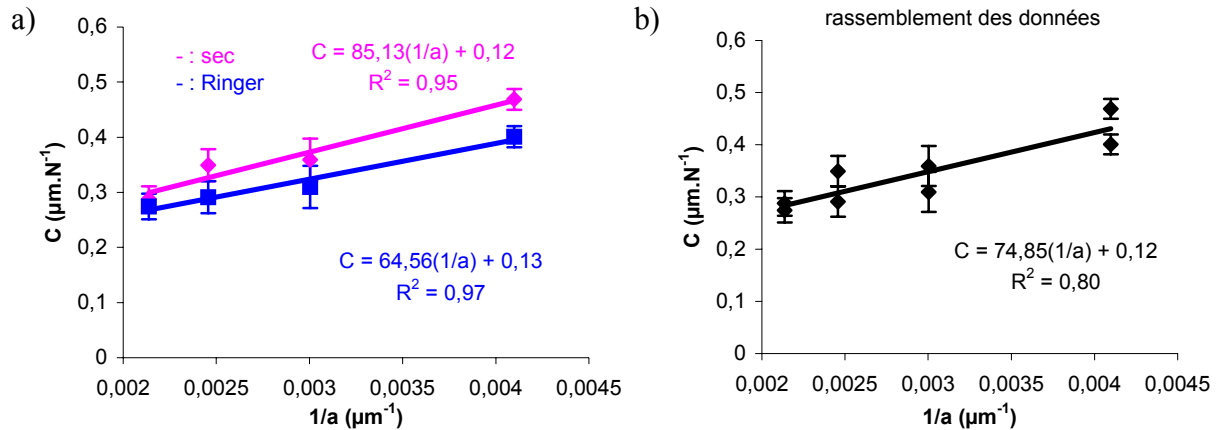 a)
0,6
0,5
0,4
0,3
0,2
0,1
0
C (µm.N⁻¹)
- : sec
- : Ringer
C = 85,13(1/a) + 0,12
R² = 0,95
C = 64,56(1/a) + 0,13
R² = 0,97
0,002 0,0025 0,003 0,0035 0,004 0,0045
1/a (µm⁻¹)
b)
rassemblement des données
0,6
0,5
0,4
0,3
0,2
0,1
0
C (µm.N⁻¹)
C = 74,85(1/a) + 0,12
R² = 0,80
0,002 0,0025 0,003 0,0035 0,004 0,0045
1/a (µm⁻¹)